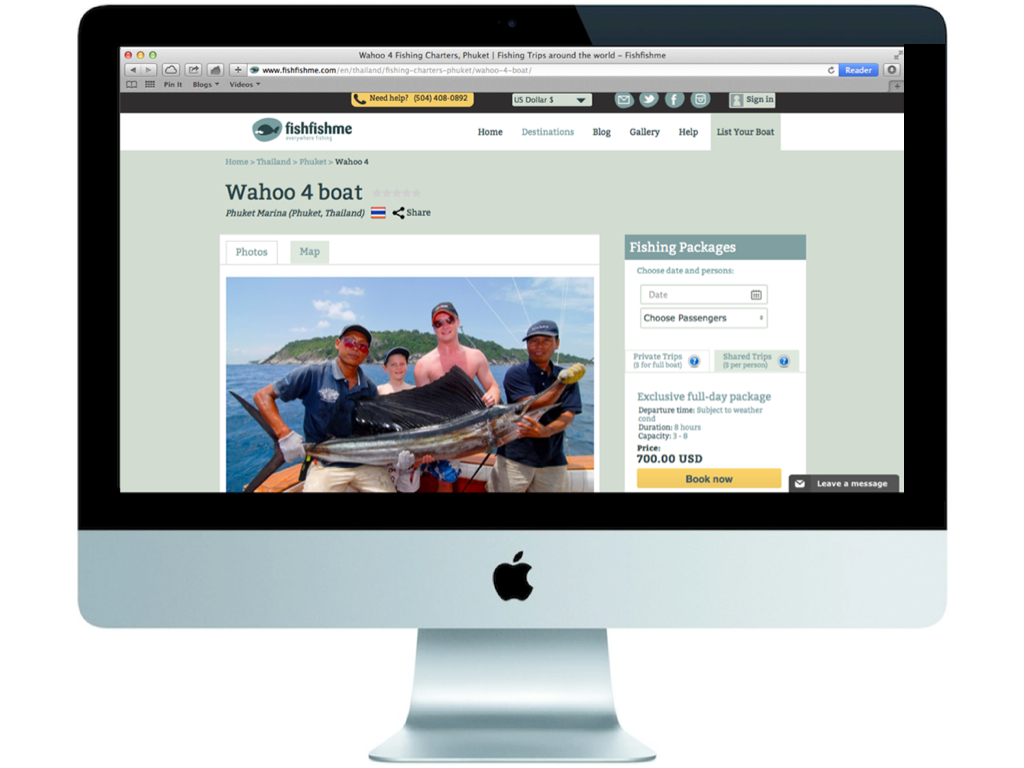 Wahoo 4 Fishing Charters, Phuket | Fishing Trips around the world – Fishfishme
www.fishfishme.com/en/thailand/fishing-charters-phuket/wahoo-4-boat/
Reader
Pin It Blogs Videos
Need help? (504) 408-0892
US Dollar $
Sign in
fishfishme
everywhere fishing
Home Destinations Blog Gallery Help List Your Boat
Home > Thailand > Phuket > Wahoo 4
Wahoo 4 boat
Phuket Marina (Phuket, Thailand) Share
Photos Map
Fishing Packages
Choose date and persons:
Date
Choose Passengers
Private Trips
($ for full boat)
?
Shared Trips
($ per person)
?
Exclusive full-day package
Departure time: Subject to weather
cond
Duration: 8 hours
Capacity: 3 - 8
Price:
700.00 USD
Book now
Leave a message